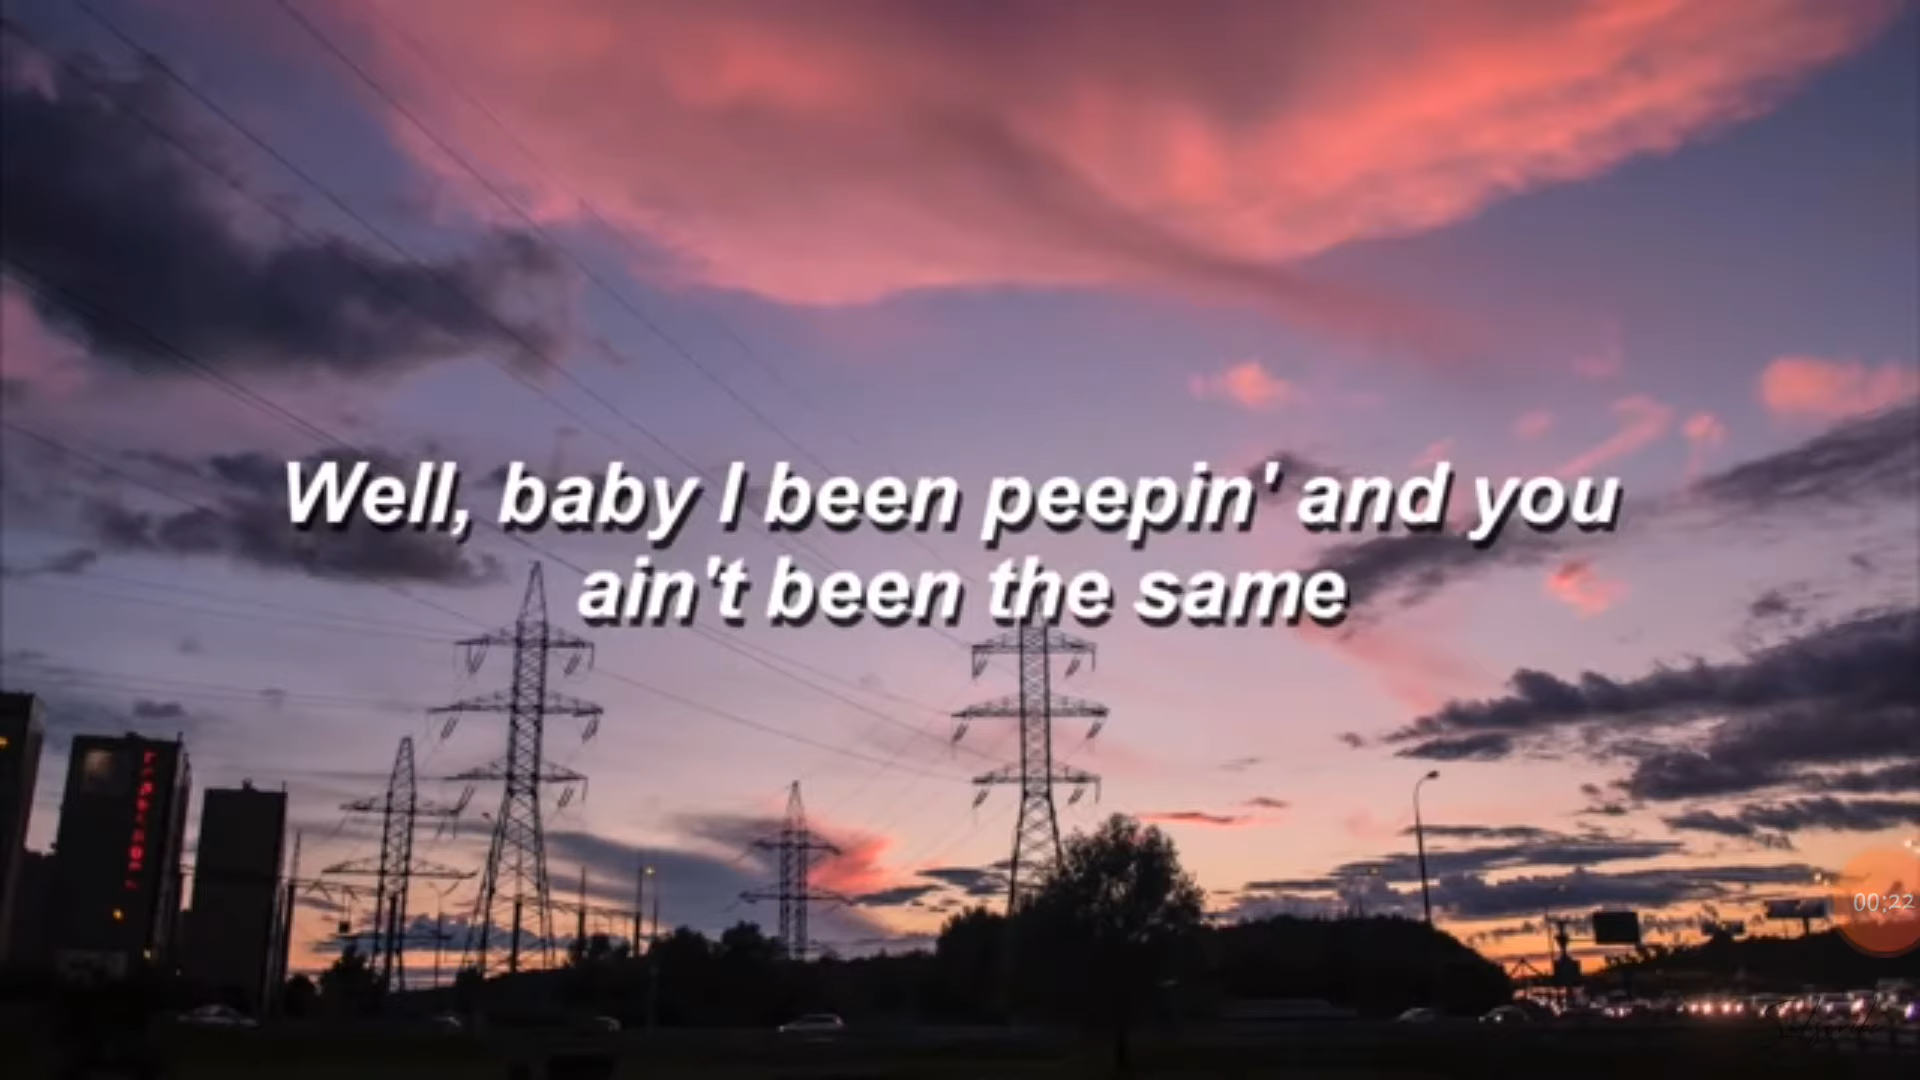 Well, baby I been peepin' and you
ain't been the same
00:22